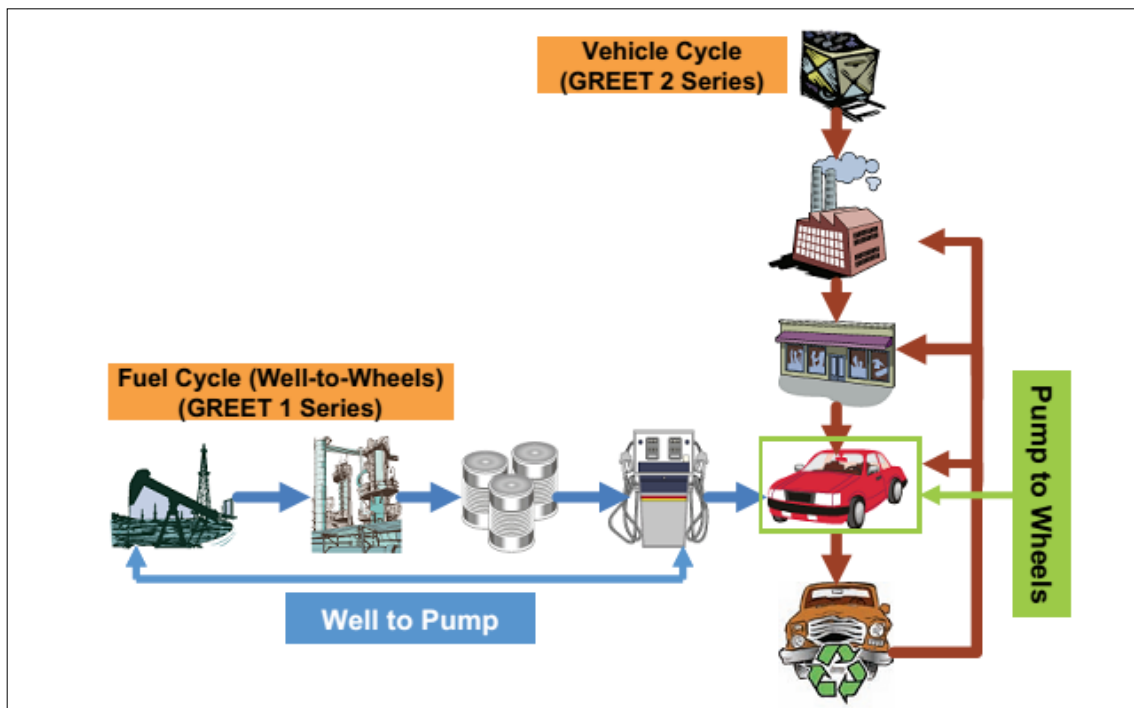 Vehicle Cycle
(GREET 2 Series)
Fuel Cycle (Well-to-Wheels)
(GREET 1 Series)
Well to Pump
Pump to Wheels